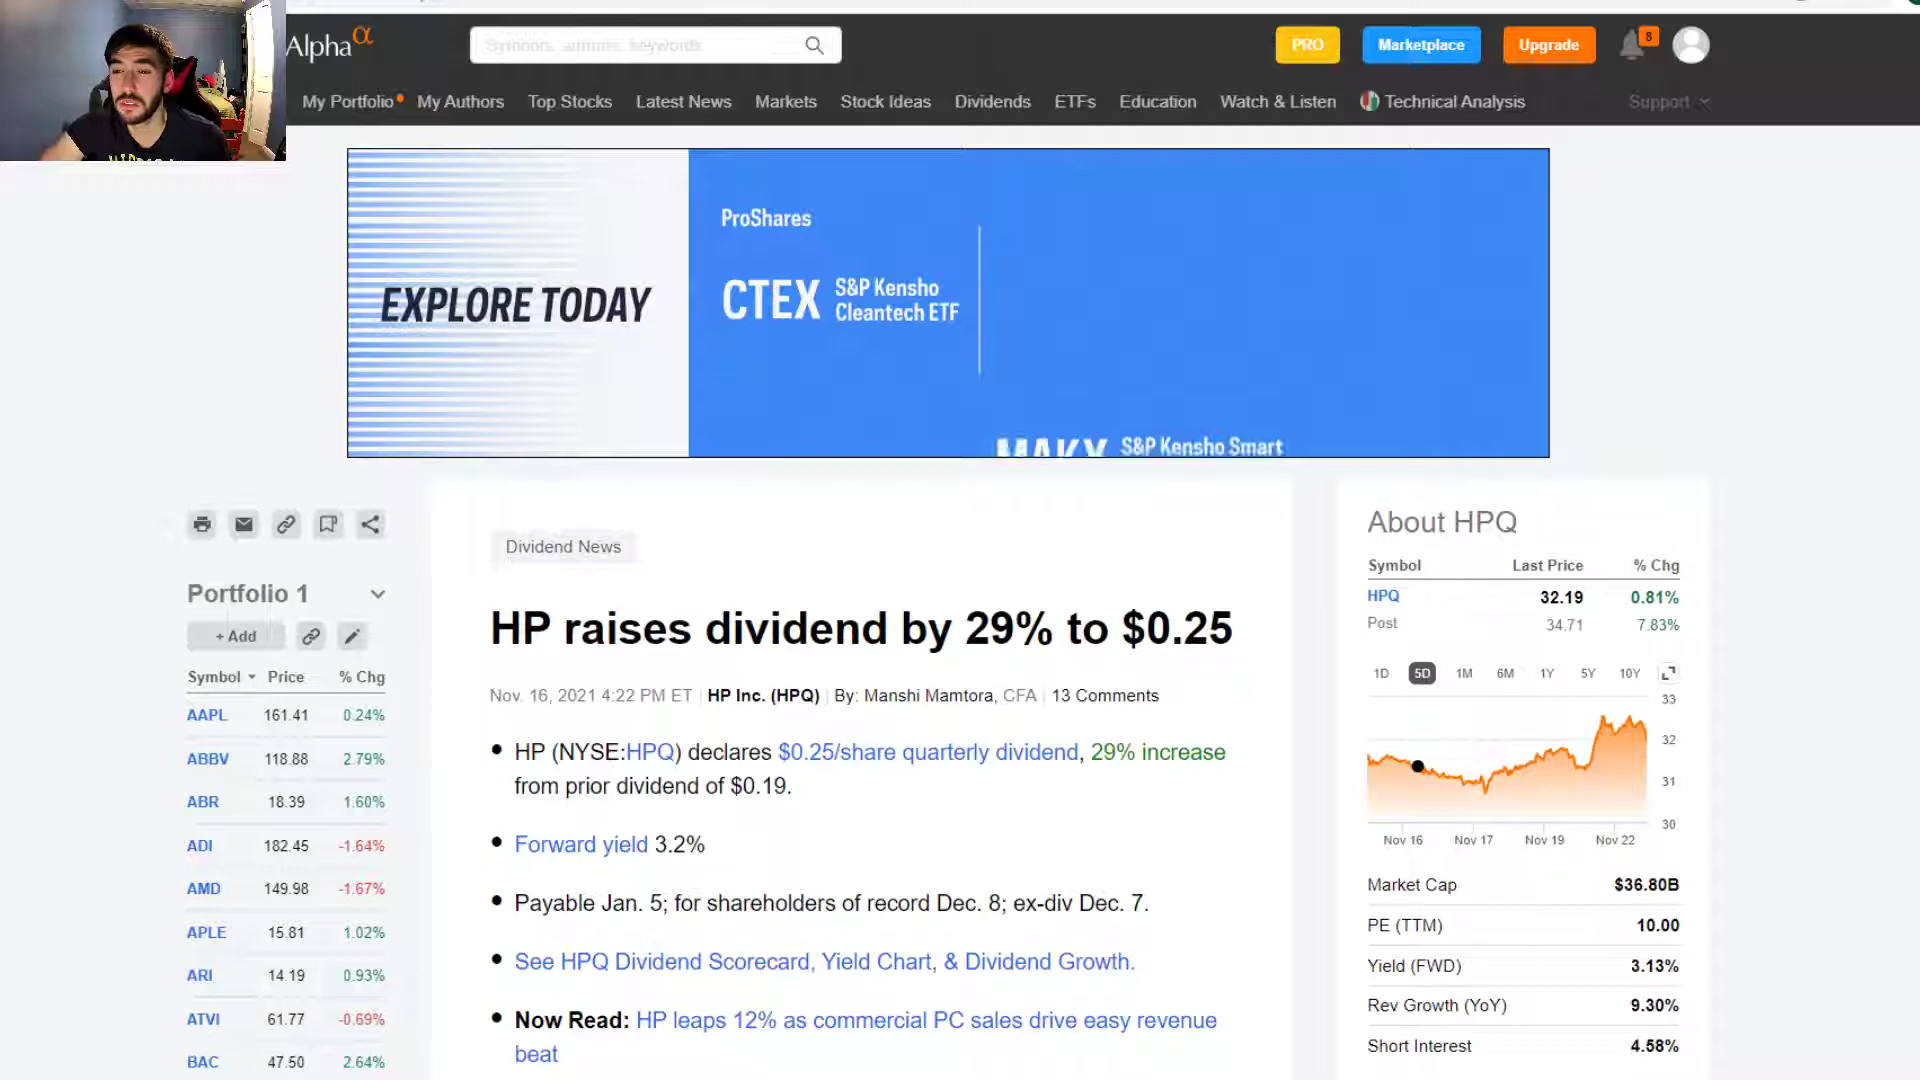 Alpha α
PRO
Marketplace
Upgrade
8
My Portfolio
My Authors
Top Stocks
Latest News
Markets
Stock Ideas
Dividends
ETFs
Education
Watch & Listen
Technical Analysis
Support
EXPLORE TODAY
ProShares
CTEX
S&P Kensho
Cleantech ETF
S&P Kensho Smart
Portfolio 1
+ Add
Symbol Price % Chg
AAPL 161.41 0.24%
ABBV 118.88 2.79%
ABR 18.39 1.60%
ADI 182.45 -1.64%
AMD 149.98 -1.67%
APLE 15.81 1.02%
ARI 14.19 0.93%
ATVI 61.77 -0.69%
BAC 47.50 2.64%
Dividend News
HP raises dividend by 29% to $0.25
Nov. 16, 2021 4:22 PM ET | HP Inc. (HPQ) | By: Manshi Mamtora, CFA | 13 Comments
• HP (NYSE:HPQ) declares $0.25/share quarterly dividend, 29% increase
from prior dividend of $0.19.
• Forward yield 3.2%
• Payable Jan. 5; for shareholders of record Dec. 8; ex-div Dec. 7.
• See HPQ Dividend Scorecard, Yield Chart, & Dividend Growth.
• Now Read: HP leaps 12% as commercial PC sales drive easy revenue
beat
About HPQ
Symbol Last Price % Chg
HPQ 32.19 0.81%
Post 34.71 7.83%
1D 5D 1M 6M 1Y 5Y 10Y
33
32
31
30
Nov 16 Nov 17 Nov 19 Nov 22
Market Cap $36.80B
PE (TTM) 10.00
Yield (FWD) 3.13%
Rev Growth (YoY) 9.30%
Short Interest 4.58%